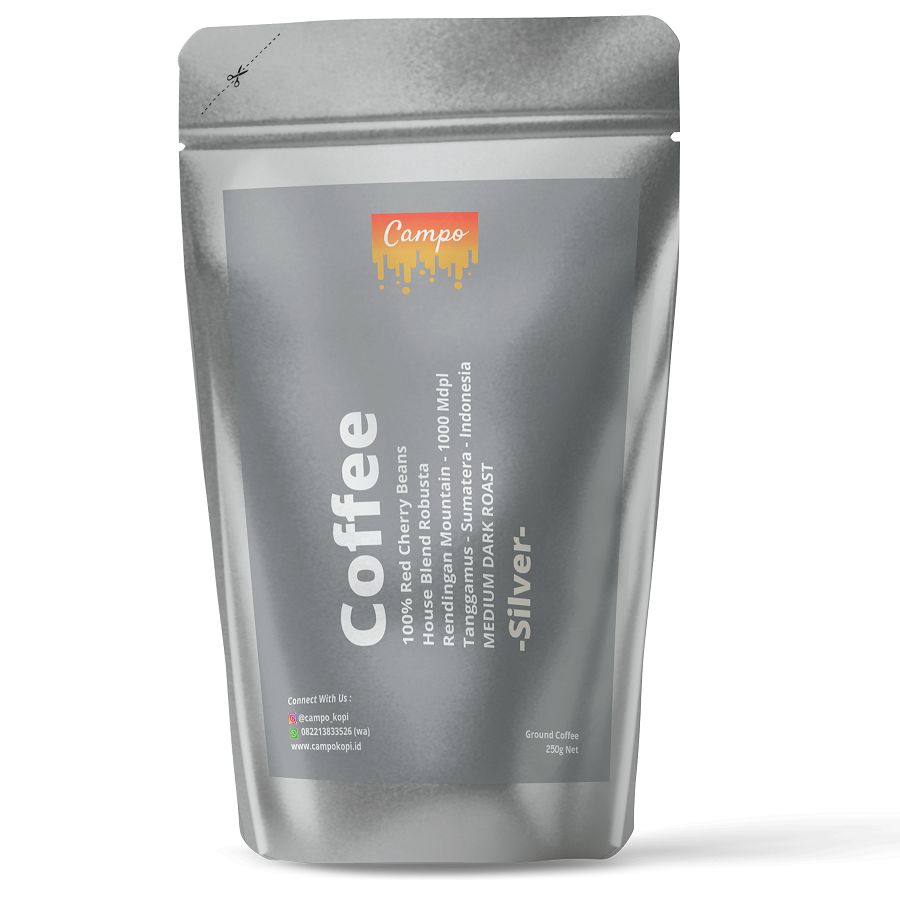 Campo
Coffee
100% Red Cherry Beans
House Blend Robusta
Rendingan Mountain - 1000 Mdpl
Tanggamus - Sumatera - Indonesia
MEDIUM DARK ROAST
-Silver-
Connect With Us :
@campo_kopi
082213833526 (wa)
www.campokopi.id
Ground Coffee
250g Net